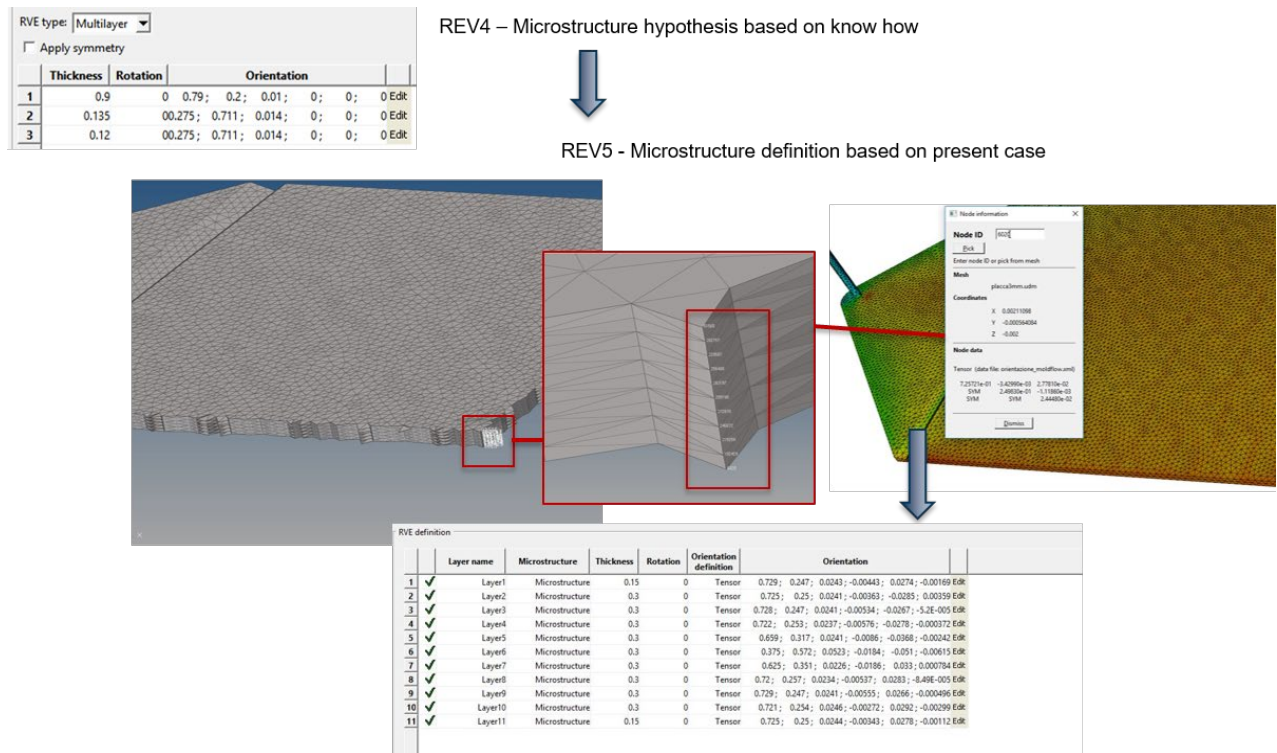 RVE type: Multilayer
Apply symmetry
Thickness Rotation Orientation
1 0.9 0 0.79 ; 0.2 ; 0.01 ; 0 ; 0 ; 0 Edit
2 0.135 00.275 ; 0.711 ; 0.014 ; 0 ; 0 ; 0 Edit
3 0.12 00.275 ; 0.711 ; 0.014 ; 0 ; 0 ; 0 Edit
REV4 – Microstructure hypothesis based on know how
REV5 - Microstructure definition based on present case
Node information
Node ID
Pick
Enter node ID or pick from mesh
Mesh
placca3mm.udm
Coordinates
X 0.00211098
Y -0.000564084
Z -0.002
Node data
Tensor (data file: orientazione_moldflow.xml)
7.25721e-01 -3.42990e-03 2.77810e-02
SYM 2.49830e-01 -1.11860e-03
SYM SYM 2.44480e-02
Dismiss
RVE definition
Layer name Microstructure Thickness Rotation Orientation definition Orientation
1 Layer1 Microstructure 0.15 0 Tensor 0.729 ; 0.247 ; 0.0243 ; -0.00443 ; 0.0274 ; -0.00169 Edit
2 Layer2 Microstructure 0.3 0 Tensor 0.725 ; 0.25 ; 0.0241 ; -0.00363 ; -0.0285 ; 0.00359 Edit
3 Layer3 Microstructure 0.3 0 Tensor 0.728 ; 0.247 ; 0.0241 ; -0.00534 ; -0.0267 ; -5.2E-005 Edit
4 Layer4 Microstructure 0.3 0 Tensor 0.722 ; 0.253 ; 0.0237 ; -0.00576 ; -0.0278 ; -0.000372 Edit
5 Layer5 Microstructure 0.3 0 Tensor 0.659 ; 0.317 ; 0.0241 ; -0.0086 ; -0.0368 ; -0.00242 Edit
6 Layer6 Microstructure 0.3 0 Tensor 0.375 ; 0.572 ; 0.0523 ; -0.0184 ; -0.051 ; -0.00615 Edit
7 Layer7 Microstructure 0.3 0 Tensor 0.625 ; 0.351 ; 0.0226 ; -0.0186 ; 0.033 ; 0.000784 Edit
8 Layer8 Microstructure 0.3 0 Tensor 0.72 ; 0.257 ; 0.0234 ; -0.00537 ; 0.0283 ; -8.49E-005 Edit
9 Layer9 Microstructure 0.3 0 Tensor 0.729 ; 0.247 ; 0.0241 ; -0.00555 ; 0.0266 ; -0.000496 Edit
10 Layer10 Microstructure 0.3 0 Tensor 0.721 ; 0.254 ; 0.0246 ; -0.00272 ; 0.0292 ; -0.00299 Edit
11 Layer11 Microstructure 0.15 0 Tensor 0.725 ; 0.25 ; 0.0244 ; -0.00343 ; 0.0278 ; -0.00112 Edit